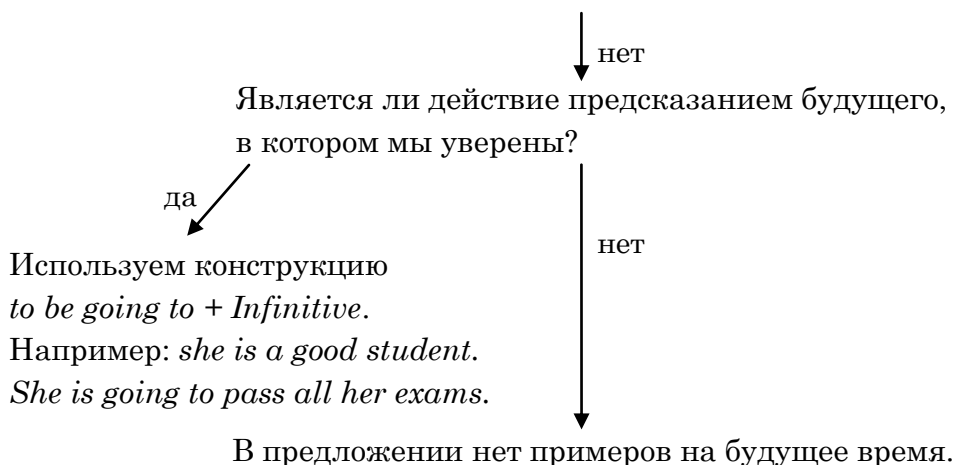 нет
Является ли действие предсказанием будущего,
в котором мы уверены?
да
нет
Используем конструкцию
to be going to + Infinitive.
Например: she is a good student.
She is going to pass all her exams.
В предложении нет примеров на будущее время.